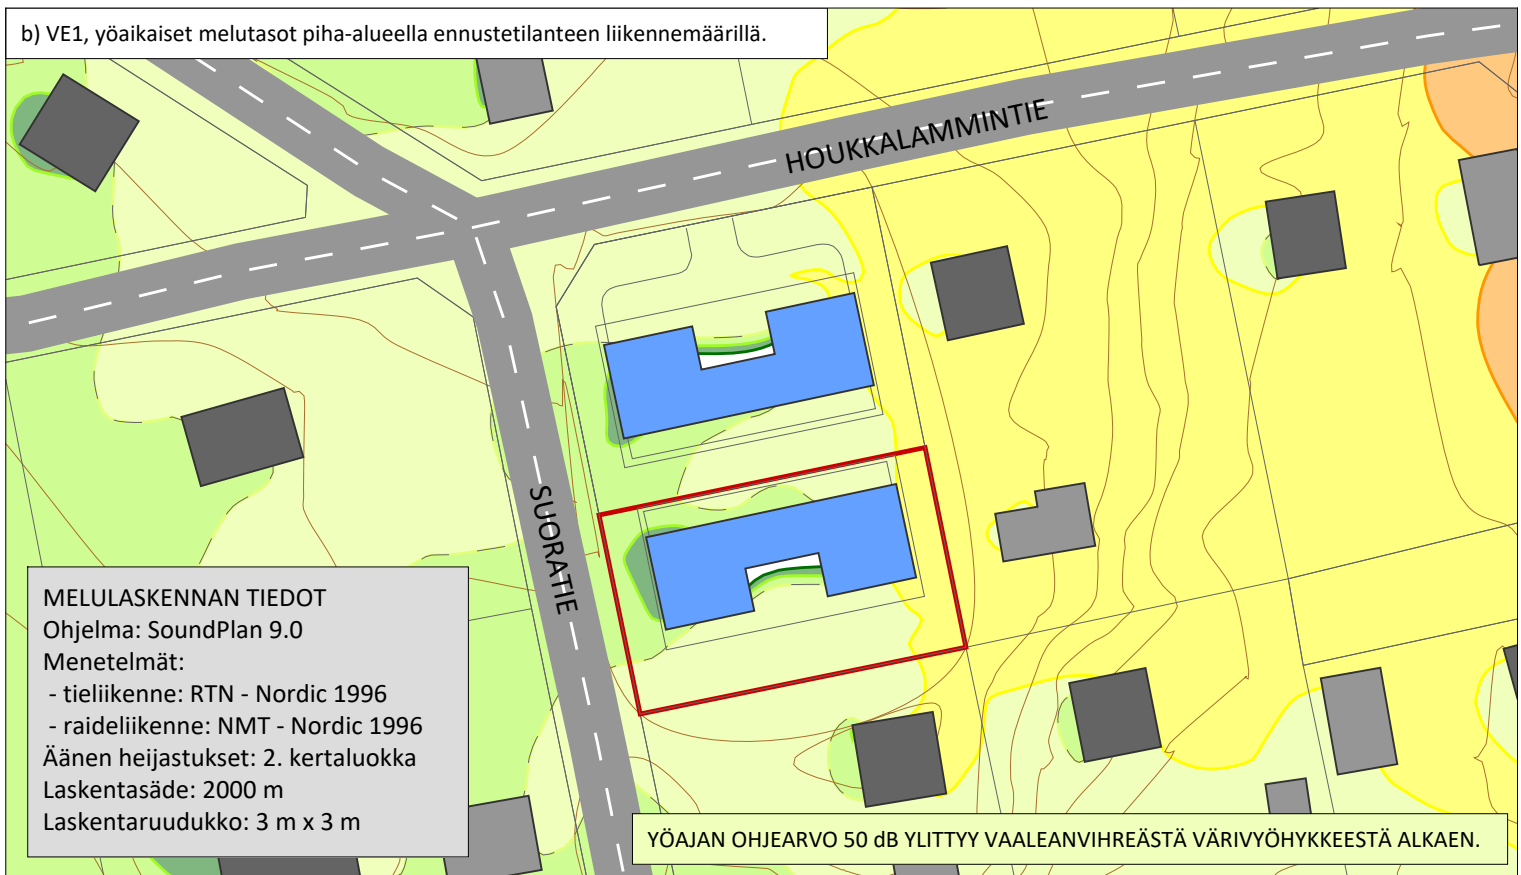 b) VE1, yöaikaiset melutasot piha-alueella ennustetilanteen liikennemäärillä.
HOUKKALAMMINTIE
SUORATIE
MELULASKENNAN TIEDOT
Ohjelma: SoundPlan 9.0
Menetelmät:
- tieliikenne: RTN - Nordic 1996
- raideliikenne: NMT - Nordic 1996
Äänen heijastukset: 2. kertaluokka
Laskentasäde: 2000 m
Laskentaruudukko: 3 m x 3 m
YÖAJAN OHJEARVO 50 dB YLITTYY VAALEANVIHREÄSTÄ VÄRIVYÖHYKKEESTÄ ALKAEN.